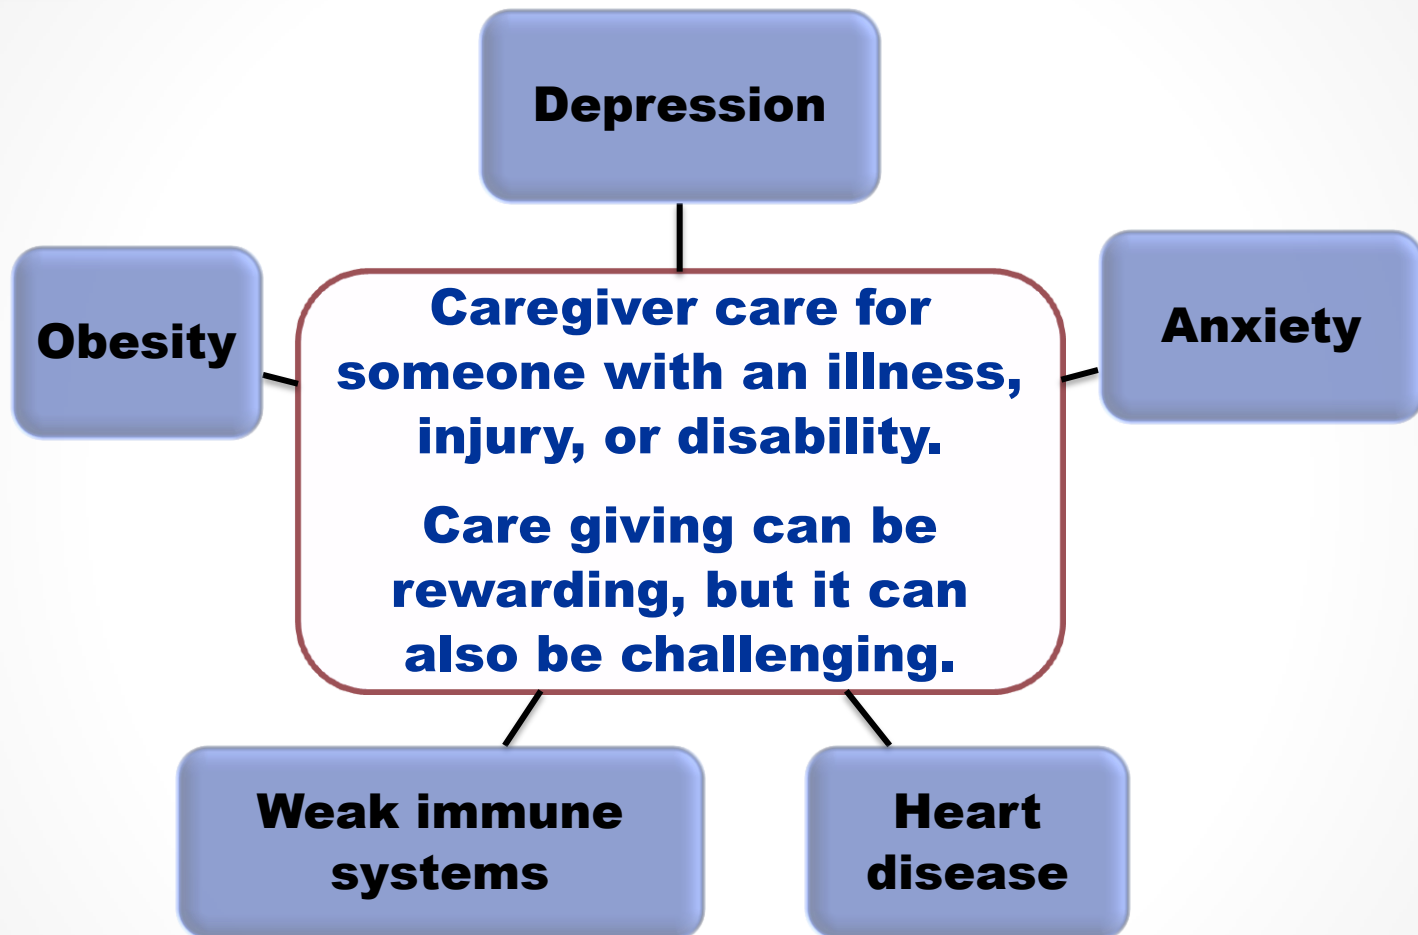 Depression
Obesity
Caregiver care for
someone with an illness,
injury, or disability.
Care giving can be
rewarding, but it can
also be challenging.
Anxiety
Weak immune
systems
Heart
disease